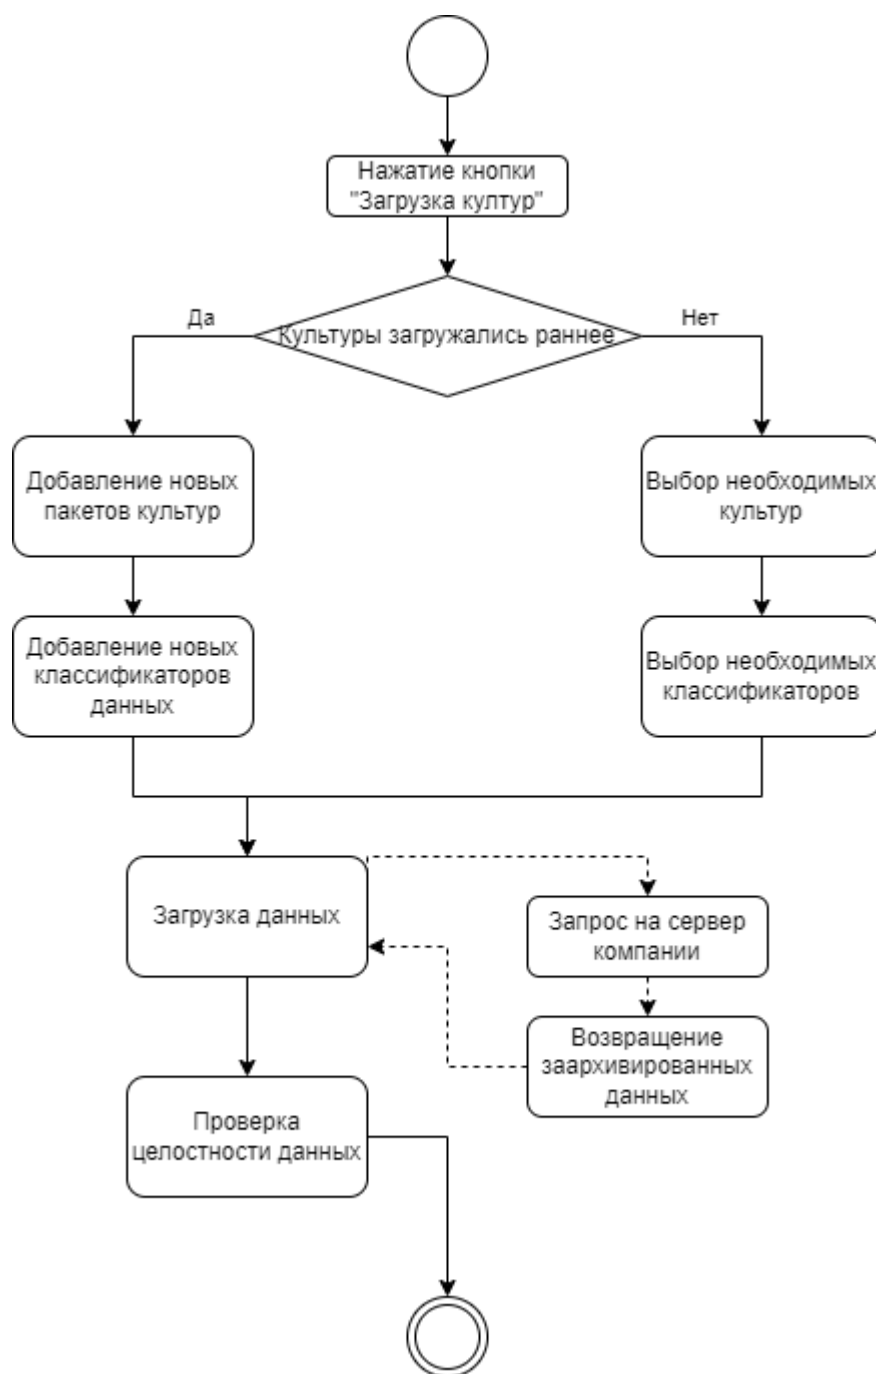 Нажатие кнопки
"Загрузка култур"
Да
Культуры загружались раннее
Нет
Добавление новых
пакетов культур
Выбор необходимых
культур
Добавление новых
классификаторов
данных
Выбор необходимых
классификаторов
Загрузка данных
Запрос на сервер
компании
Возвращение
заархивированных
данных
Проверка
целостности данных